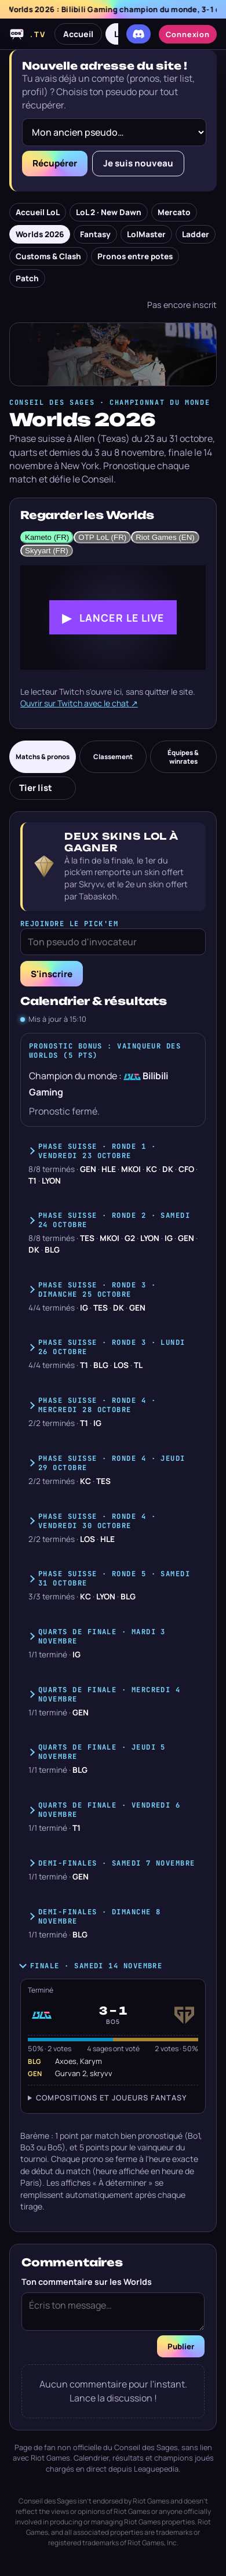 Worlds 2026 : Bilibili Gaming champion du monde, 3-1
CDS .TV Accueil L Connexion
Nouvelle adresse du site !
Tu avais déjà un compte (pronos, tier list,
profil) ? Choisis ton pseudo pour tout
récupérer.
Mon ancien pseudo…
Récupérer Je suis nouveau
Accueil LoL LoL 2 · New Dawn Mercato
Worlds 2026 Fantasy LoLMaster Ladder
Customs & Clash Pronos entre potes
Patch
Pas encore inscrit
CONSEIL DES SAGES · CHAMPIONNAT DU MONDE
Worlds 2026
Phase suisse à Allen (Texas) du 23 au 31 octobre,
quarts et demies du 3 au 8 novembre, finale le 14
novembre à New York. Pronostique chaque
match et défie le Conseil.
Regarder les Worlds
Kameto (FR) OTP LoL (FR) Riot Games (EN)
Skyyart (FR)
▶ LANCER LE LIVE
Le lecteur Twitch s'ouvre ici, sans quitter le site.
Ouvrir sur Twitch avec le chat ↗
Matchs & pronos Classement Équipes & winrates
Tier list
DEUX SKINS LOL À
GAGNER
À la fin de la finale, le 1er du
pick'em remporte un skin offert
par Skryvv, et le 2e un skin offert
par Tabaskoh.
REJOINDRE LE PICK'EM
Ton pseudo d'invocateur
S'inscrire
Calendrier & résultats
Mis à jour à 15:10
PRONOSTIC BONUS : VAINQUEUR DES
WORLDS (5 PTS)
Champion du monde : BLG Bilibili
Gaming
Pronostic fermé.
PHASE SUISSE · RONDE 1 ·
VENDREDI 23 OCTOBRE
8/8 terminés · GEN · HLE · MKOI · KC · DK · CFO ·
T1 · LYON
PHASE SUISSE · RONDE 2 · SAMEDI
24 OCTOBRE
8/8 terminés · TES · MKOI · G2 · LYON · IG · GEN ·
DK · BLG
PHASE SUISSE · RONDE 3 ·
DIMANCHE 25 OCTOBRE
4/4 terminés · IG · TES · DK · GEN
PHASE SUISSE · RONDE 3 · LUNDI
26 OCTOBRE
4/4 terminés · T1 · BLG · LOS · TL
PHASE SUISSE · RONDE 4 ·
MERCREDI 28 OCTOBRE
2/2 terminés · T1 · IG
PHASE SUISSE · RONDE 4 · JEUDI
29 OCTOBRE
2/2 terminés · KC · TES
PHASE SUISSE · RONDE 4 ·
VENDREDI 30 OCTOBRE
2/2 terminés · LOS · HLE
PHASE SUISSE · RONDE 5 · SAMEDI
31 OCTOBRE
3/3 terminés · KC · LYON · BLG
QUARTS DE FINALE · MARDI 3
NOVEMBRE
1/1 terminé · IG
QUARTS DE FINALE · MERCREDI 4
NOVEMBRE
1/1 terminé · GEN
QUARTS DE FINALE · JEUDI 5
NOVEMBRE
1/1 terminé · BLG
QUARTS DE FINALE · VENDREDI 6
NOVEMBRE
1/1 terminé · T1
DEMI-FINALES · SAMEDI 7 NOVEMBRE
1/1 terminé · GEN
DEMI-FINALES · DIMANCHE 8
NOVEMBRE
1/1 terminé · BLG
FINALE · SAMEDI 14 NOVEMBRE
Terminé
BLG 3–1
BO5
50% · 2 votes 4 sages ont voté 2 votes · 50%
BLG Axoes, Karym
GEN Gurvan 2, skryvv
▸ COMPOSITIONS ET JOUEURS FANTASY
Barème : 1 point par match bien pronostiqué (Bo1,
Bo3 ou Bo5), et 5 points pour le vainqueur du
tournoi. Chaque prono se ferme à l'heure exacte
de début du match (heure affichée en heure de
Paris). Les affiches « À déterminer » se
remplissent automatiquement après chaque
tirage.
Commentaires
Ton commentaire sur les Worlds
Écris ton message…
Publier
Aucun commentaire pour l'instant.
Lance la discussion !
Page de fan non officielle du Conseil des Sages, sans lien
avec Riot Games. Calendrier, résultats et champions joués
chargés en direct depuis Leaguepedia.
Conseil des Sages isn't endorsed by Riot Games and doesn't
reflect the views or opinions of Riot Games or anyone officially
involved in producing or managing Riot Games properties. Riot
Games, and all associated properties are trademarks or
registered trademarks of Riot Games, Inc.